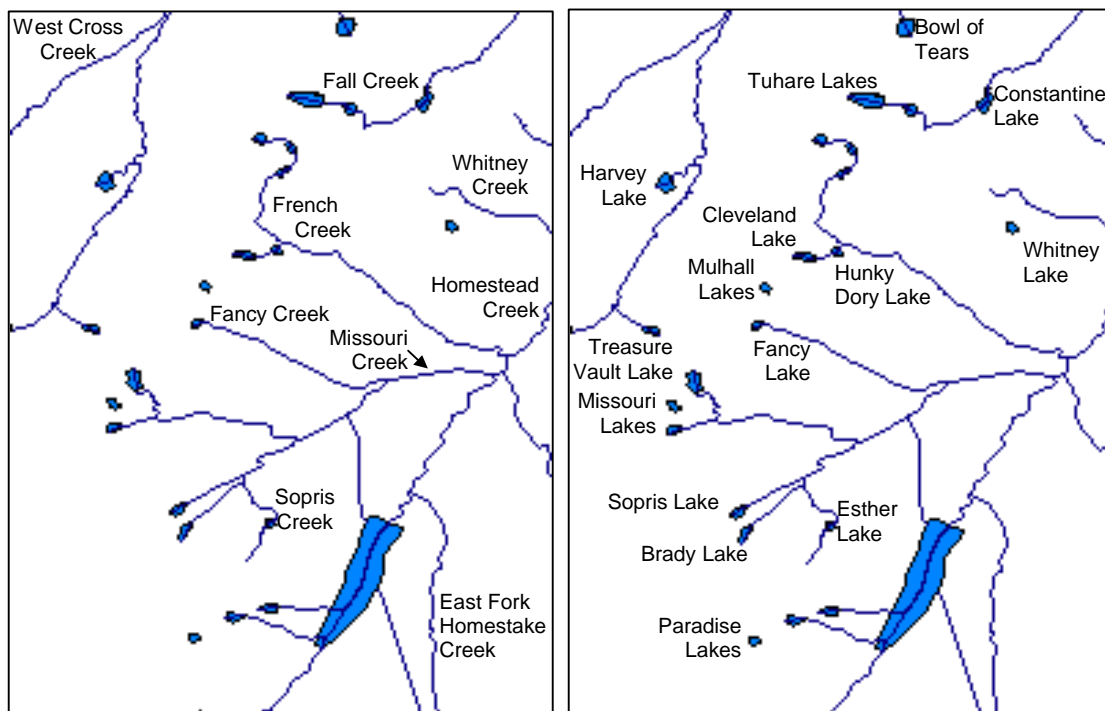 West Cross
Creek
Fall Creek
Whitney
Creek
French
Creek
Homestead
Creek
Fancy Creek
Missouri
Creek
Sopris
Creek
East Fork
Homestake
Creek
Bowl of
Tears
Tuhare Lakes
Constantine
Lake
Harvey
Lake
Cleveland
Lake
Whitney
Lake
Mulhall
Lakes
Hunky
Dory Lake
Treasure
Vault Lake
Fancy
Lake
Missouri
Lakes
Sopris Lake
Esther
Lake
Brady Lake
Paradise
Lakes